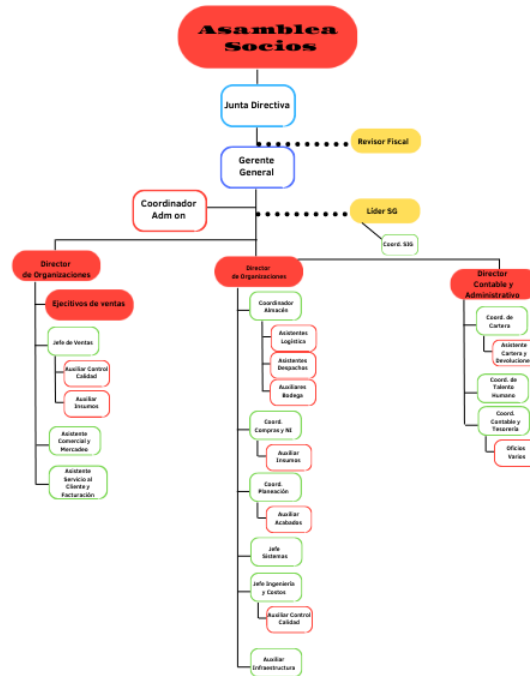 Asamblea
Socios
Junta Directiva
Revisor Fiscal
Gerente
General
Coordinador
Adm on
Líder SG
Coord. SIG
Director
de Organizaciones
Ejecitivos de ventas
Jefe de Ventas
Auxiliar Control
Calidad
Auxiliar
Insumos
Asistente
Comercial y
Mercadeo
Asistente
Servicio al
Cliente y
Facturación
Director
de Organizaciones
Coordinador
Almacén
Asistentes
Logística
Asistentes
Despachos
Auxiliares
Bodega
Coord.
Compras y NI
Auxiliar
Insumos
Coord.
Planeación
Auxiliar
Acabados
Jefe
Sistemas
Jefe Ingeniería
y Costos
Auxiliar Control
Calidad
Auxiliar
Infraestructura
Director
Contable y
Administrativo
Coord. de
Cartera
Asistente
Cartera y
Devolucione
Coord. de
Talento
Humano
Coord.
Contable y
Tesorería
Oficios
Varios